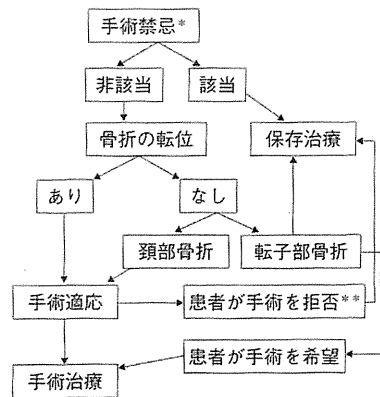 手術禁忌*
非該当
該当
骨折の転位
保存治療
あり
なし
頚部骨折
転子部骨折
手術適応
患者が手術を拒否**
患者が手術を希望
手術治療